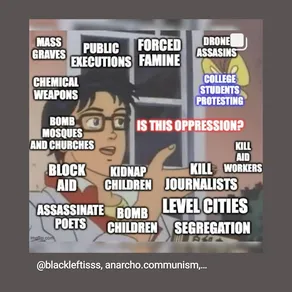 MASS
GRAVES
PUBLIC
EXECUTIONS
FORCED
FAMINE
DRONE
ASSASINS
CHEMICAL
WEAPONS
COLLEGE
STUDENTS
PROTESTING
BOMB
MOSQUES
AND CHURCHES
IS THIS OPPRESSION?
KILL
AID
WORKERS
BLOCK
AID
KIDNAP
CHILDREN
KILL
JOURNALISTS
ASSASSINATE
POETS
BOMB
CHILDREN
LEVEL CITIES
SEGREGATION
@blackleftisss, anarcho.communism,...